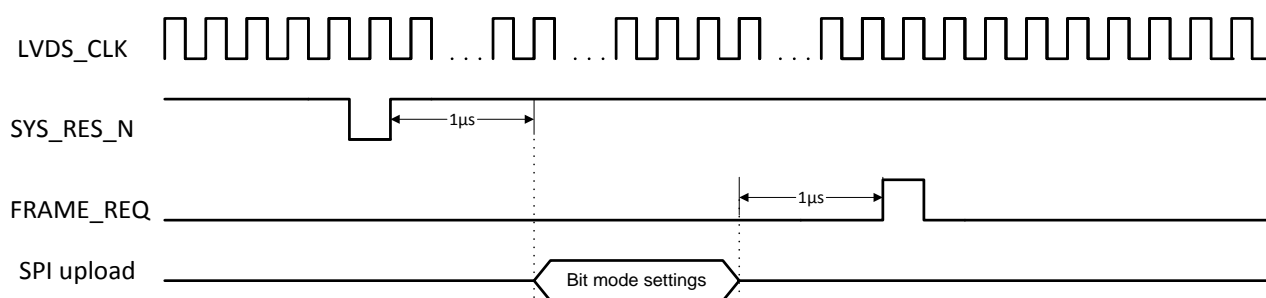 LVDS_CLK
... ... ...
SYS_RES_N
1µs
FRAME_REQ
1µs
SPI upload
Bit mode settings